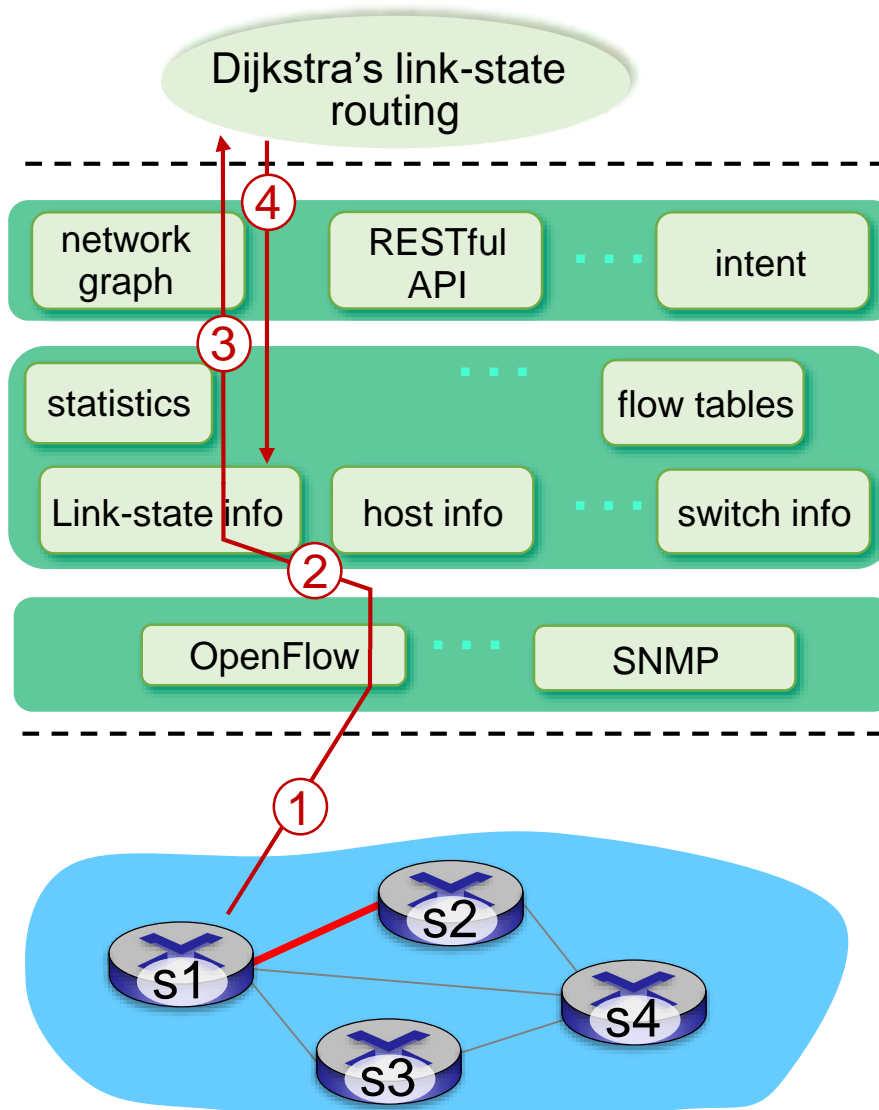 Dijkstra's link-state
routing
4
network
graph
RESTful
API
intent
3
statistics
flow tables
Link-state info
host info
switch info
2
OpenFlow
SNMP
1
s2
s1
s4
s3